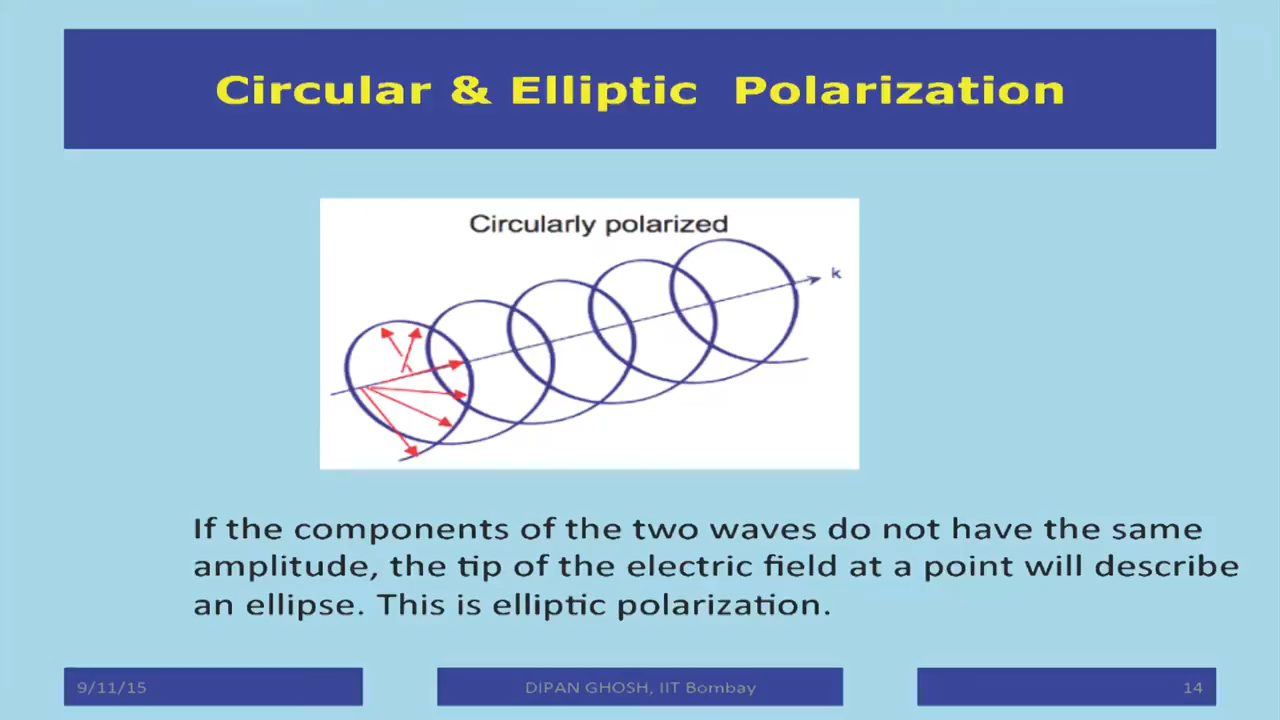 Circular & Elliptic Polarization
Circularly polarized
k
If the components of the two waves do not have the same
amplitude, the tip of the electric field at a point will describe
an ellipse. This is elliptic polarization.
9/11/15
DIPAN GHOSH, IIT Bombay
14